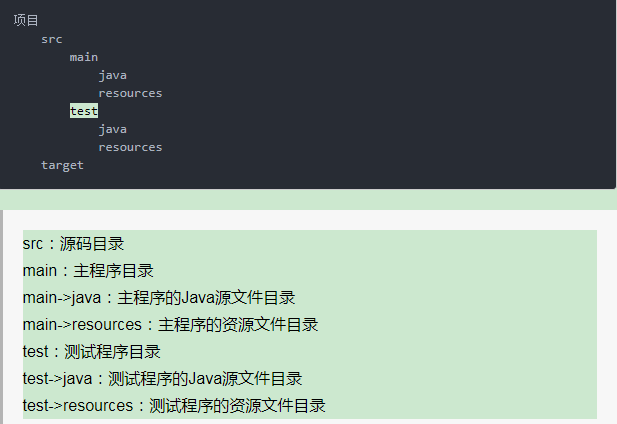 项目
src
main
java
resources
test
java
resources
target
src：源码目录
main：主程序目录
main->java：主程序的Java源文件目录
main->resources：主程序的资源文件目录
test：测试程序目录
test->java：测试程序的Java源文件目录
test->resources：测试程序的资源文件目录